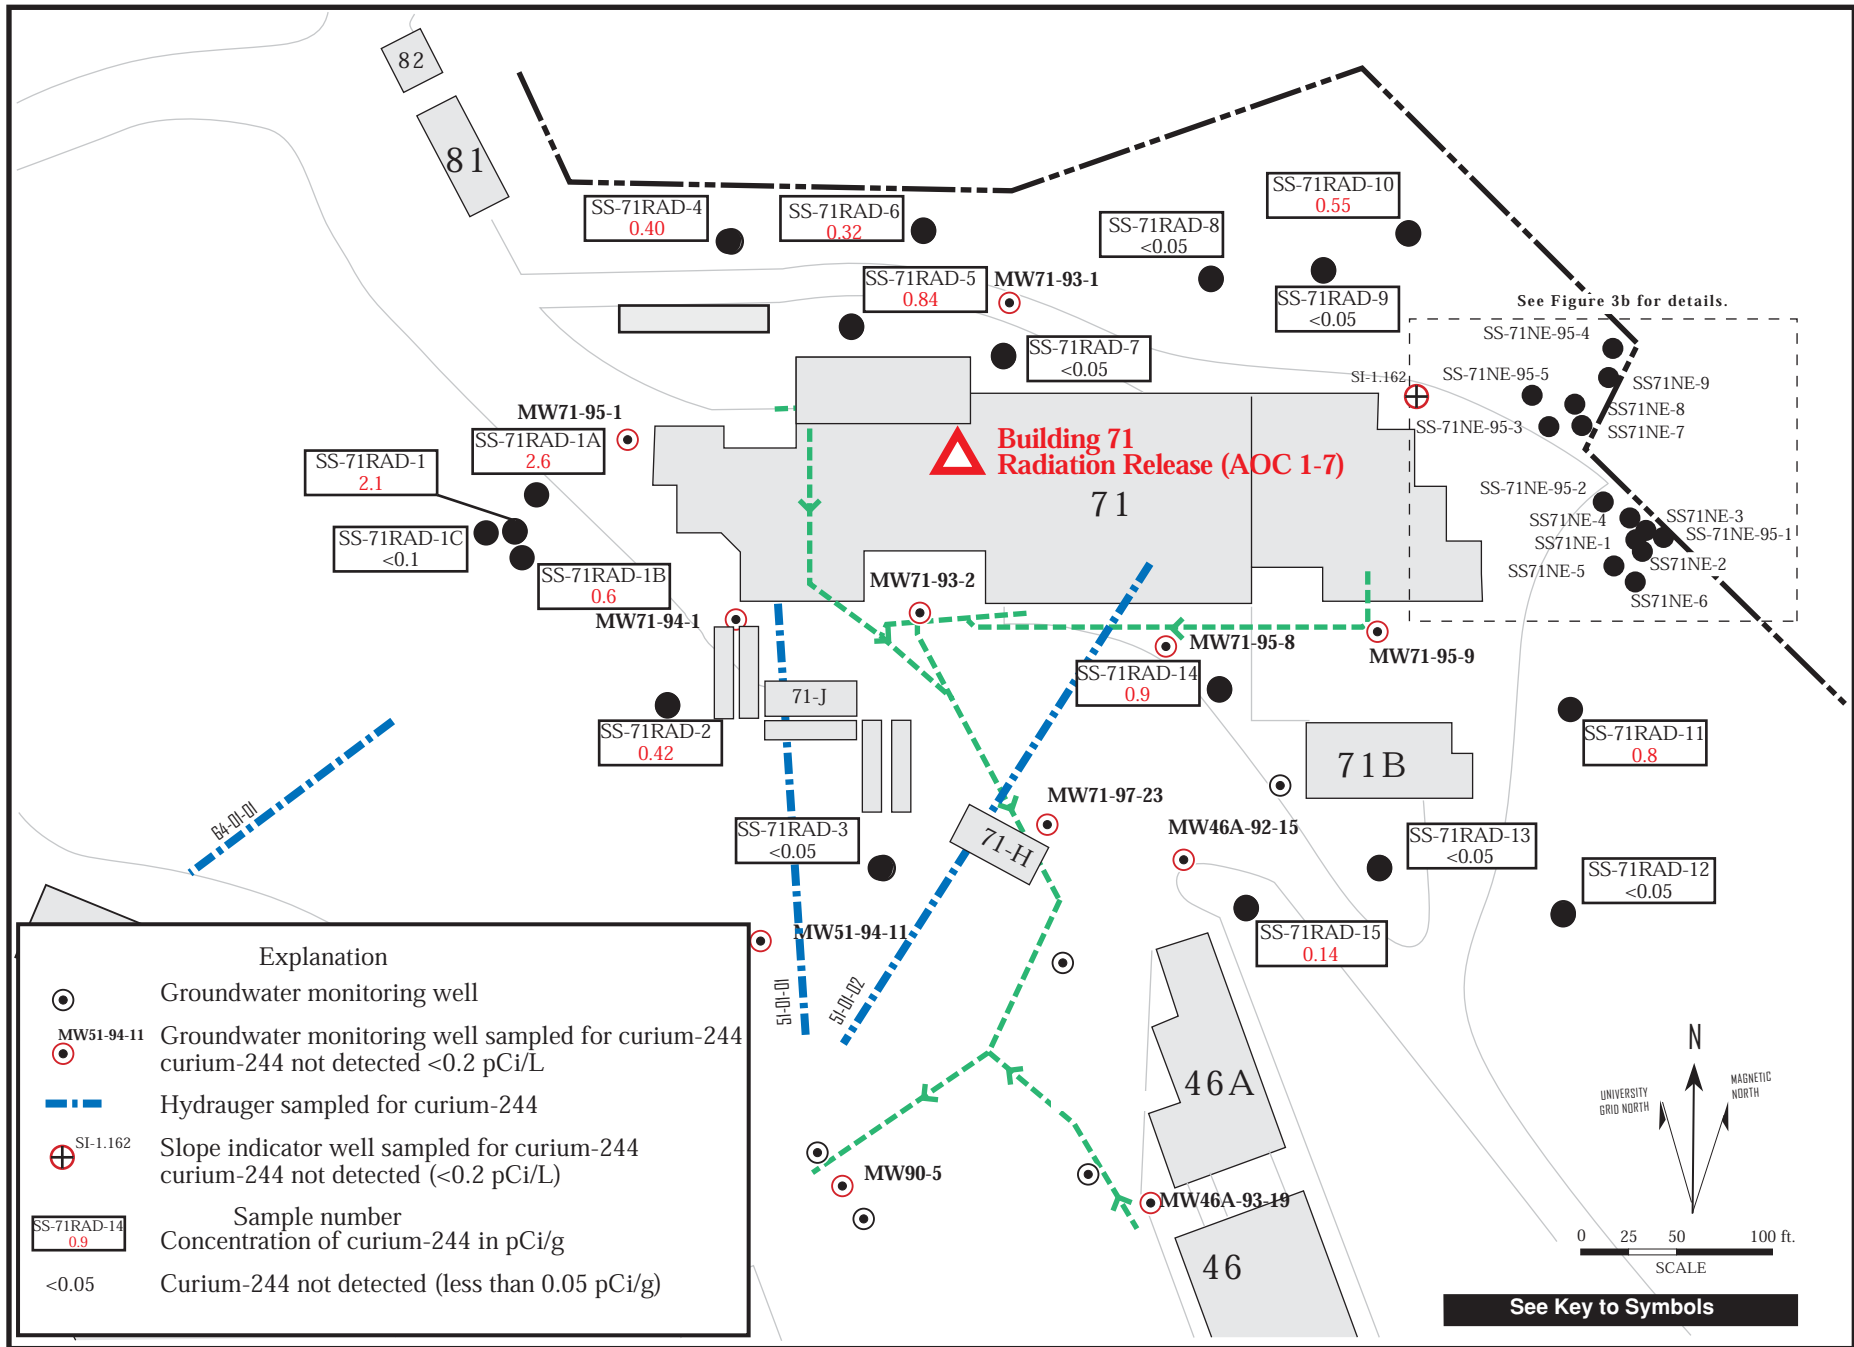 82
81
SS-71RAD-4
0.40
SS-71RAD-6
0.32
SS-71RAD-10
0.55
SS-71RAD-8
<0.05
SS-71RAD-5
0.84
MW71-93-1
SS-71RAD-9
<0.05
See Figure 3b for details.
SS-71NE-95-4
SS-71RAD-7
<0.05
SI-1.162
SS-71NE-95-5
SS71NE-9
SS71NE-8
SS-71NE-95-3
SS71NE-7
MW71-95-1
SS-71RAD-1A
2.6
SS-71RAD-1
2.1
Building 71
Radiation Release (AOC 1-7)
71
SS-71NE-95-2
SS71NE-4
SS71NE-3
SS-71NE-95-1
SS71NE-1
SS71NE-2
SS71NE-5
SS71NE-6
SS-71RAD-1C
<0.1
SS-71RAD-1B
0.6
MW71-93-2
MW71-94-1
MW71-95-8
MW71-95-9
SS-71RAD-14
0.9
71-J
SS-71RAD-2
0.42
SS-71RAD-11
0.8
71B
64-01-01
MW71-97-23
SS-71RAD-3
<0.05
71-H
MW46A-92-15
SS-71RAD-13
<0.05
SS-71RAD-12
<0.05
SS-71RAD-15
0.14
MW51-94-11
51-01-01
51-01-02
46A
MW90-5
MW46A-93-19
46
Explanation
Groundwater monitoring well
MW51-94-11
Groundwater monitoring well sampled for curium-244
curium-244 not detected <0.2 pCi/L
Hydrauger sampled for curium-244
SI-1.162
Slope indicator well sampled for curium-244
curium-244 not detected (<0.2 pCi/L)
SS-71RAD-14
0.9
Sample number
Concentration of curium-244 in pCi/g
<0.05
Curium-244 not detected (less than 0.05 pCi/g)
N
UNIVERSITY
GRID NORTH
MAGNETIC
NORTH
0 25 50 100 ft.
SCALE
See Key to Symbols